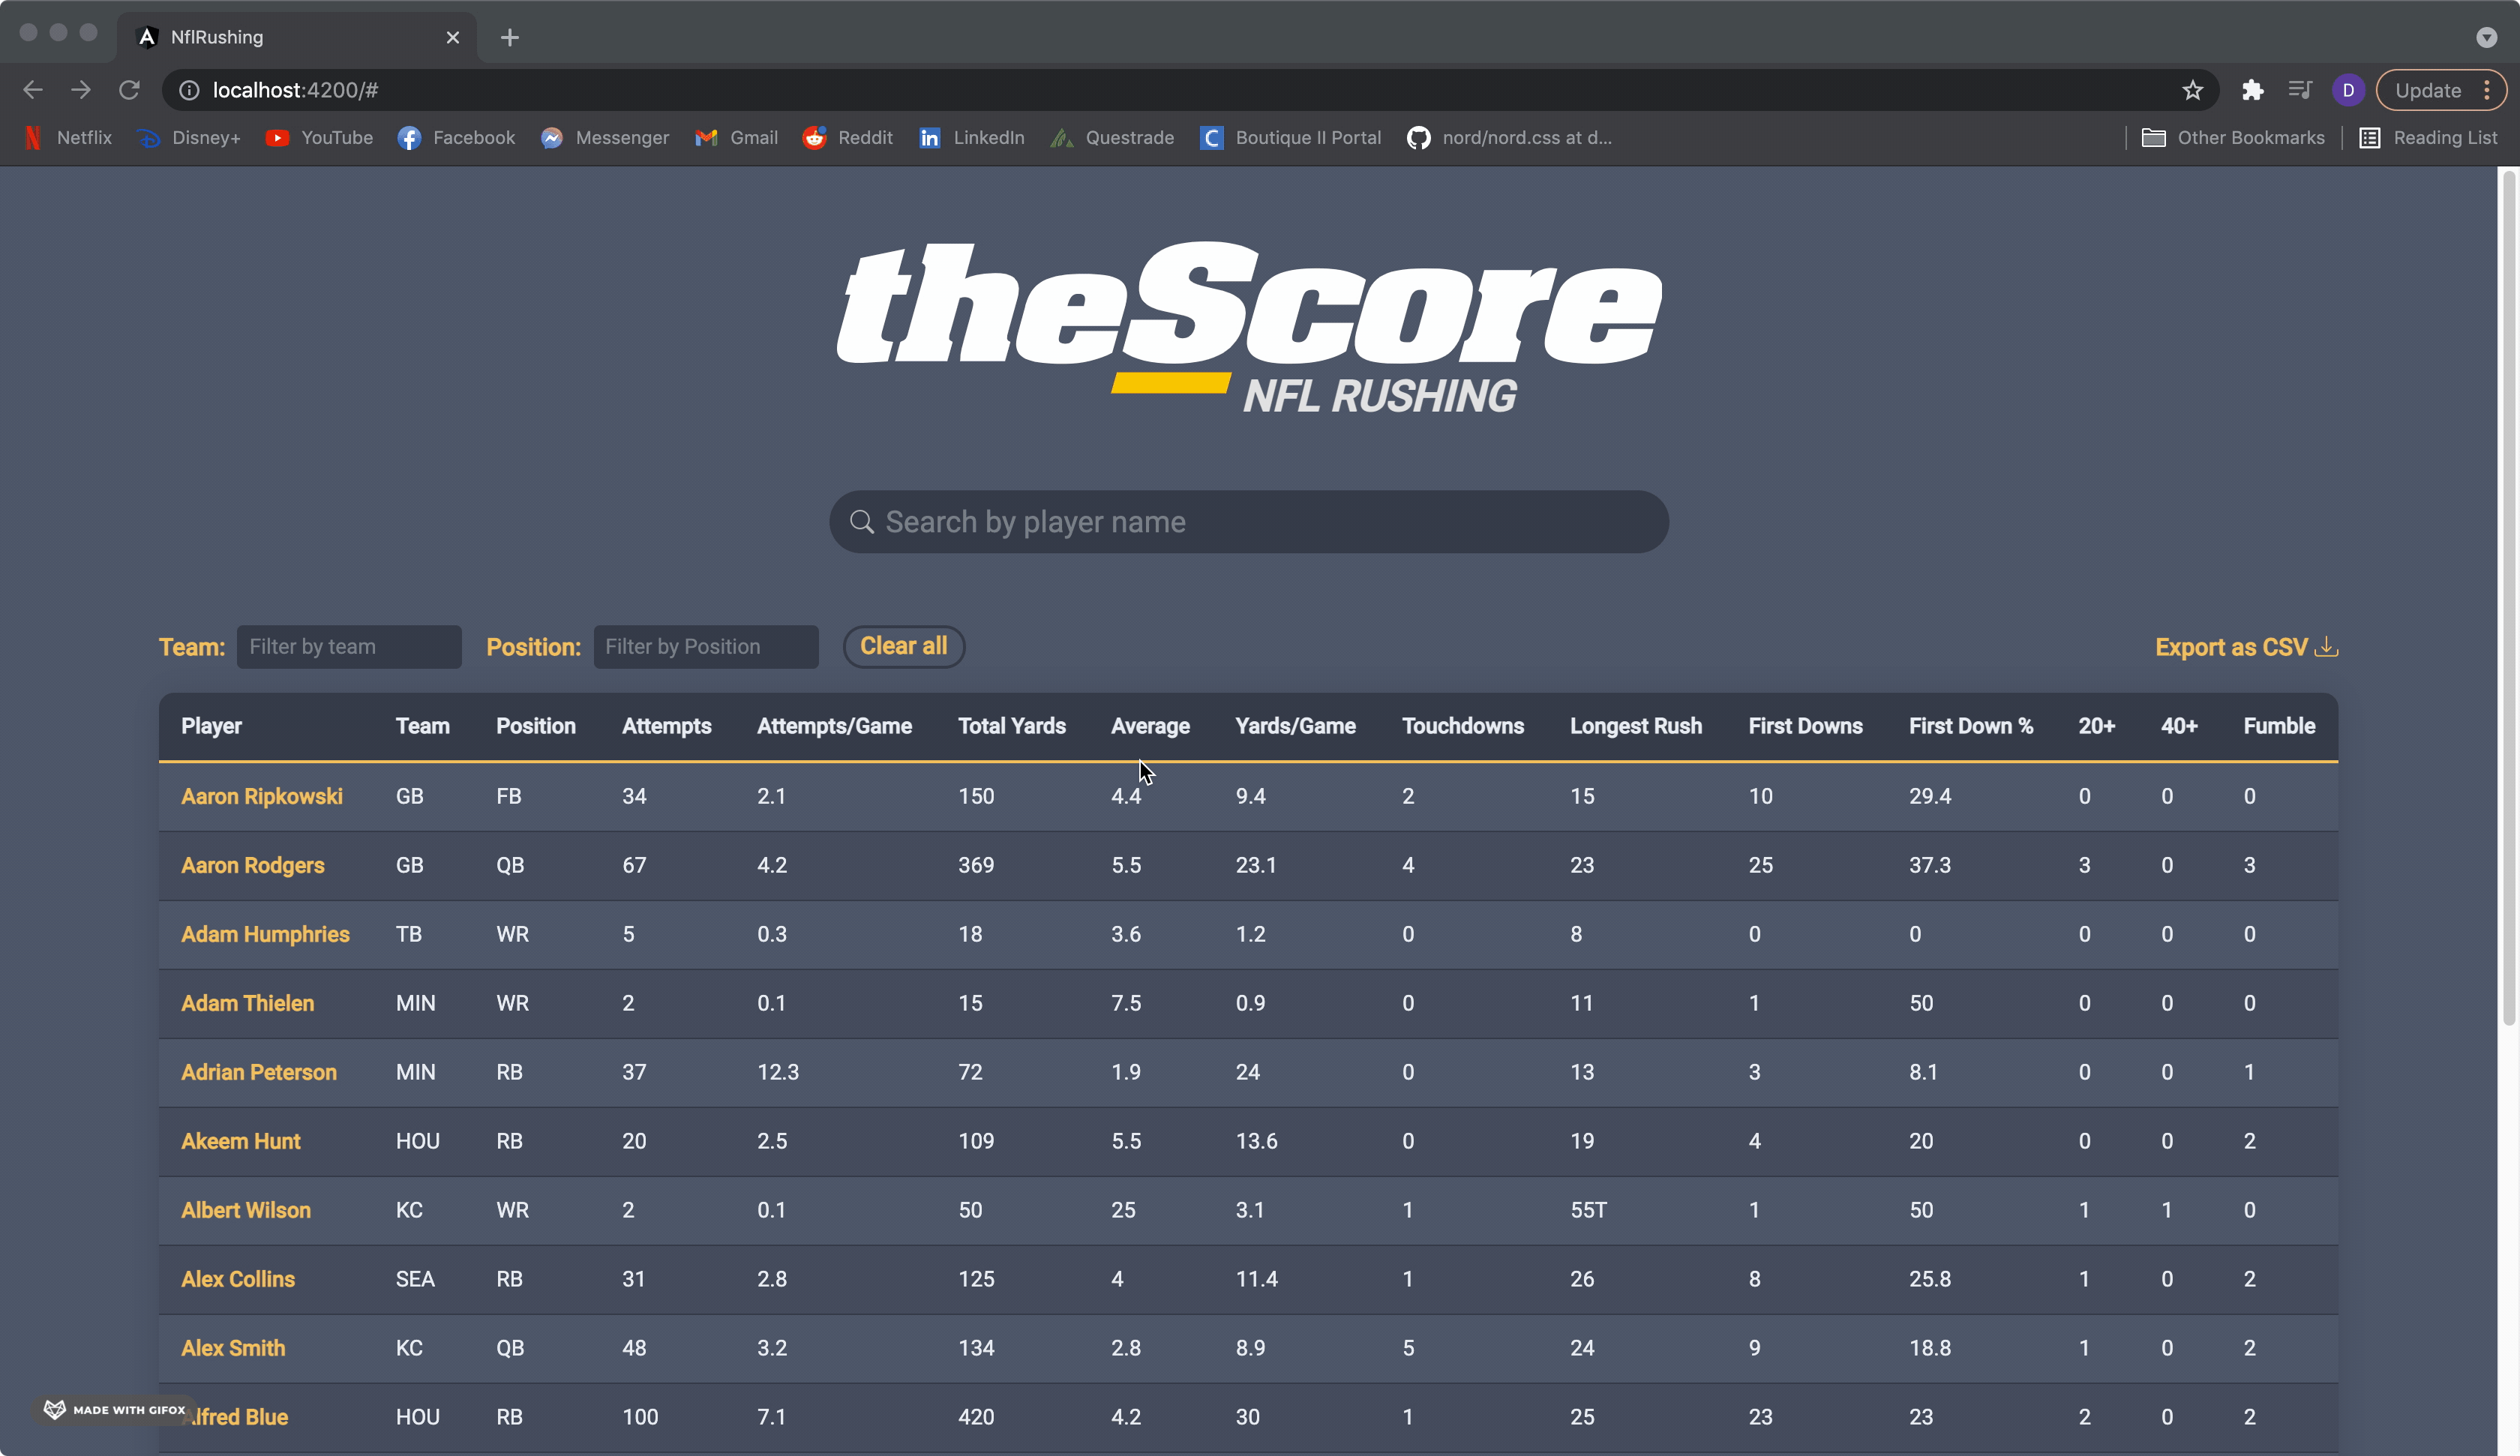 NflRushing
localhost:4200/#
D Update
Netflix Disney+ YouTube Facebook Messenger Gmail Reddit LinkedIn Questrade Boutique II Portal nord/nord.css at d... Other Bookmarks Reading List
theScore
NFL RUSHING
Search by player name
Team: Filter by team Position: Filter by Position Clear all Export as CSV
Player Team Position Attempts Attempts/Game Total Yards Average Yards/Game Touchdowns Longest Rush First Downs First Down % 20+ 40+ Fumble
Aaron Ripkowski GB FB 34 2.1 150 4.4 9.4 2 15 10 29.4 0 0 0
Aaron Rodgers GB QB 67 4.2 369 5.5 23.1 4 23 25 37.3 3 0 3
Adam Humphries TB WR 5 0.3 18 3.6 1.2 0 8 0 0 0 0 0
Adam Thielen MIN WR 2 0.1 15 7.5 0.9 0 11 1 50 0 0 0
Adrian Peterson MIN RB 37 12.3 72 1.9 24 0 13 3 8.1 0 0 1
Akeem Hunt HOU RB 20 2.5 109 5.5 13.6 0 19 4 20 0 0 2
Albert Wilson KC WR 2 0.1 50 25 3.1 1 55T 1 50 1 1 0
Alex Collins SEA RB 31 2.8 125 4 11.4 1 26 8 25.8 1 0 2
Alex Smith KC QB 48 3.2 134 2.8 8.9 5 24 9 18.8 1 0 2
Alfred Blue HOU RB 100 7.1 420 4.2 30 1 25 23 23 2 0 2
MADE WITH GIFOX